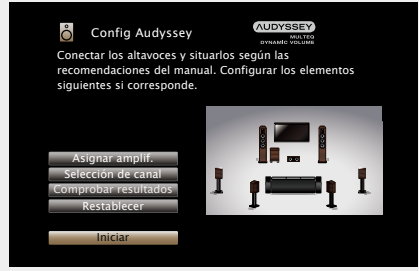 Config Audyssey
AUDYSSEY
MULTEQ
DYNAMIC VOLUME
Conectar los altavoces y situarlos según las
recomendaciones del manual. Configurar los elementos
siguientes si corresponde.
Asignar amplif.
Selección de canal
Comprobar resultados
Restablecer
Iniciar